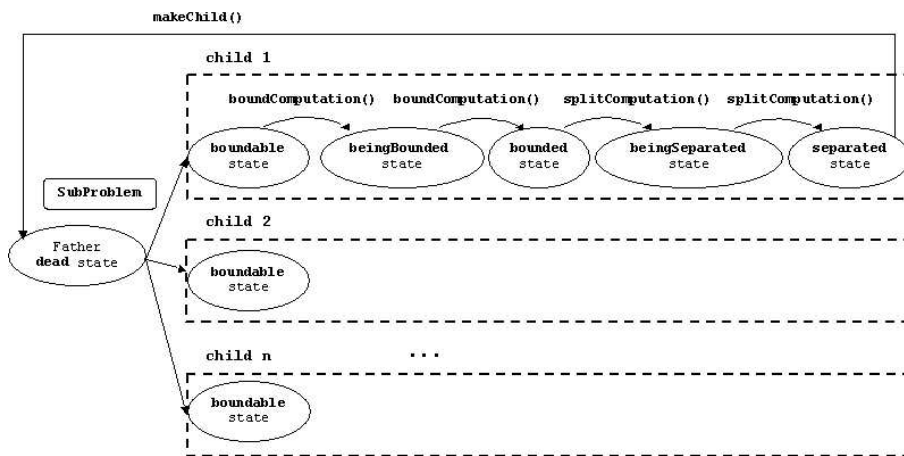 makeChild()
child 1
boundComputation() boundComputation() splitComputation() splitComputation()
boundable state
beingBounded state
bounded state
beingSeparated state
separated state
SubProblem
child 2
Father
dead state
boundable
state
child n ...
boundable
state